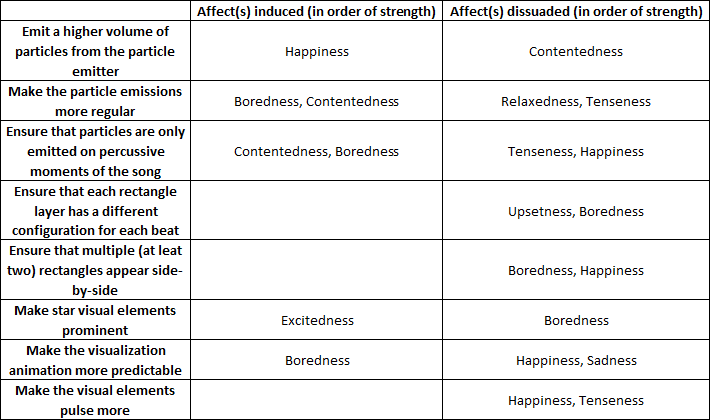 Affect(s) induced (in order of strength) Affect(s) dissuaded (in order of strength)
Emit a higher volume of
particles from the particle
emitter
Happiness
Contentedness
Make the particle emissions
more regular
Boredness, Contentedness
Relaxedness, Tenseness
Ensure that particles are only
emitted on percussive
moments of the song
Contentedness, Boredness
Tenseness, Happiness
Ensure that each rectangle
layer has a different
configuration for each beat
Upsetness, Boredness
Ensure that multiple (at leat
two) rectangles appear side-
by-side
Boredness, Happiness
Make star visual elements
prominent
Excitedness
Boredness
Make the visualization
animation more predictable
Boredness
Happiness, Sadness
Make the visual elements
pulse more
Happiness, Tenseness